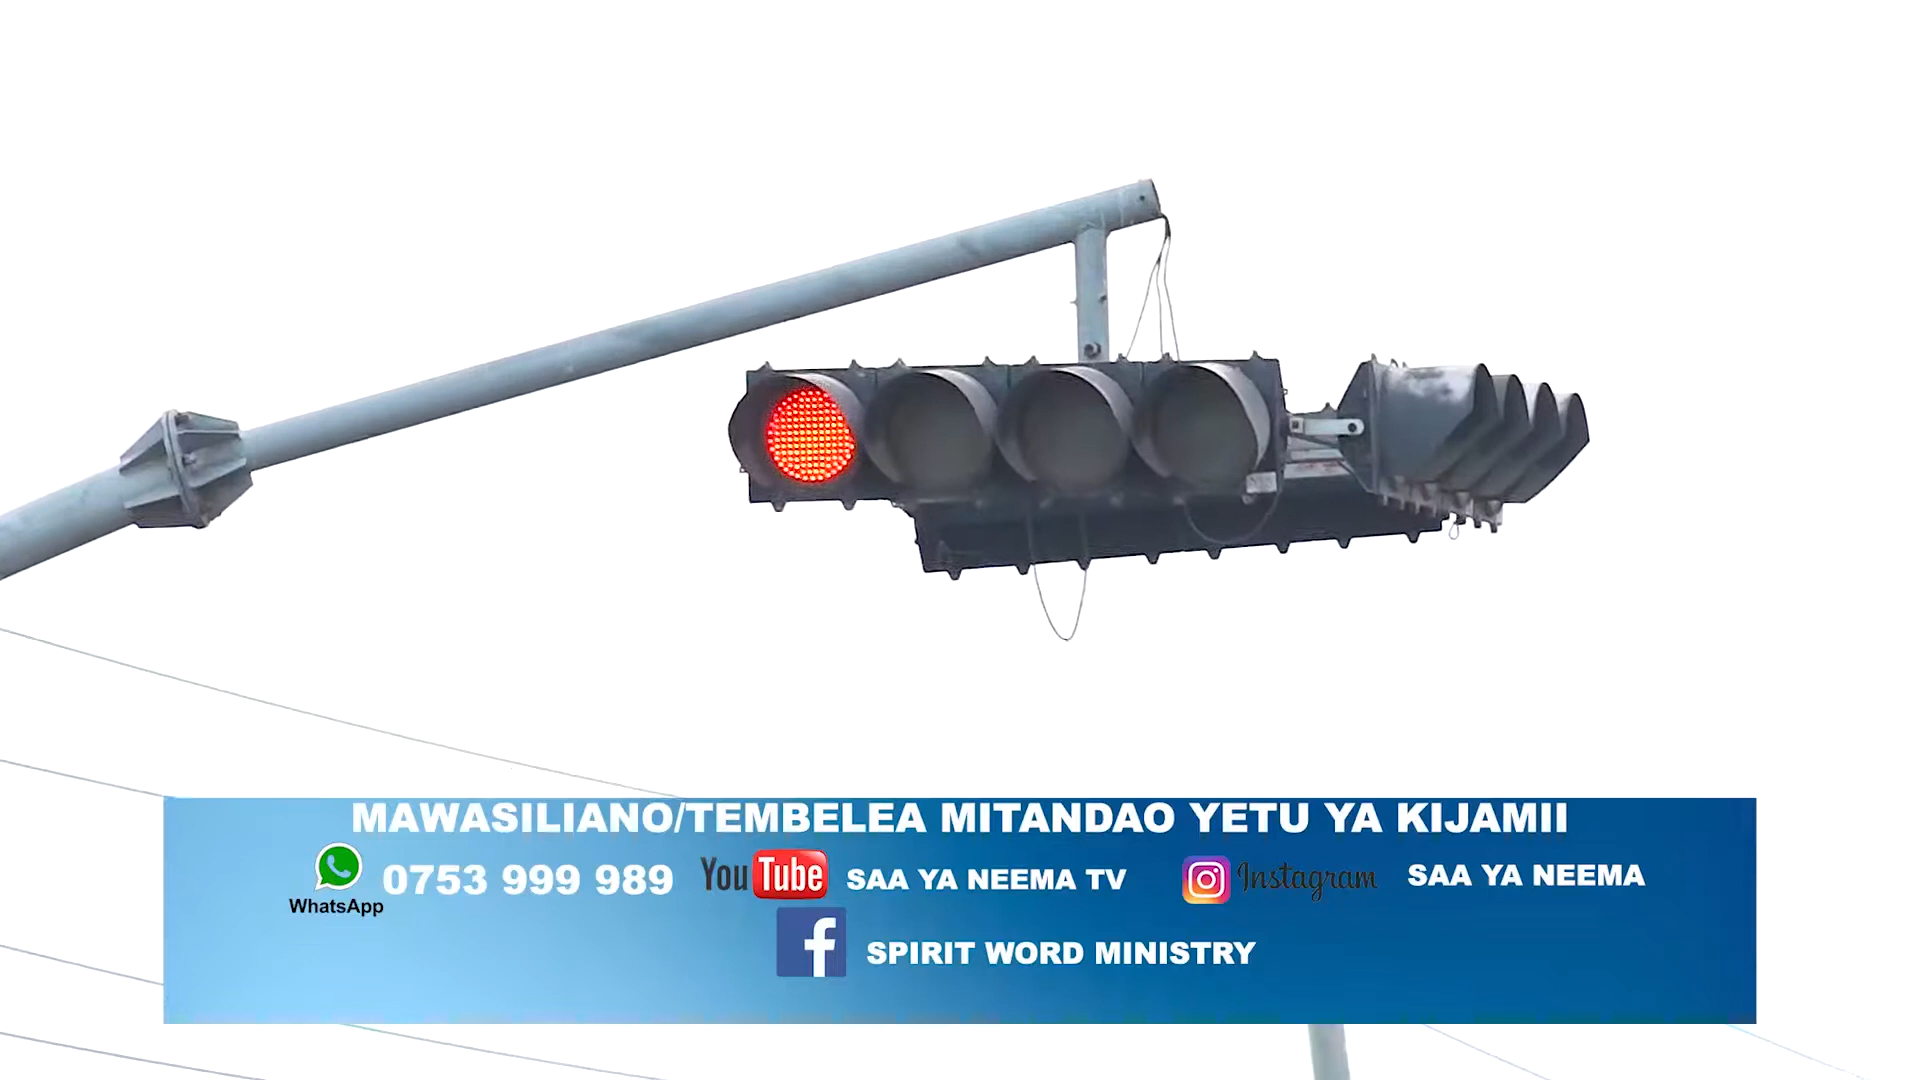 MAWASILIANO/TEMBELEA MITANDAO YETU YA KIJAMII
WhatsApp 0753 999 989 YouTube SAA YA NEEMA TV Instagram SAA YA NEEMA
f SPIRIT WORD MINISTRY